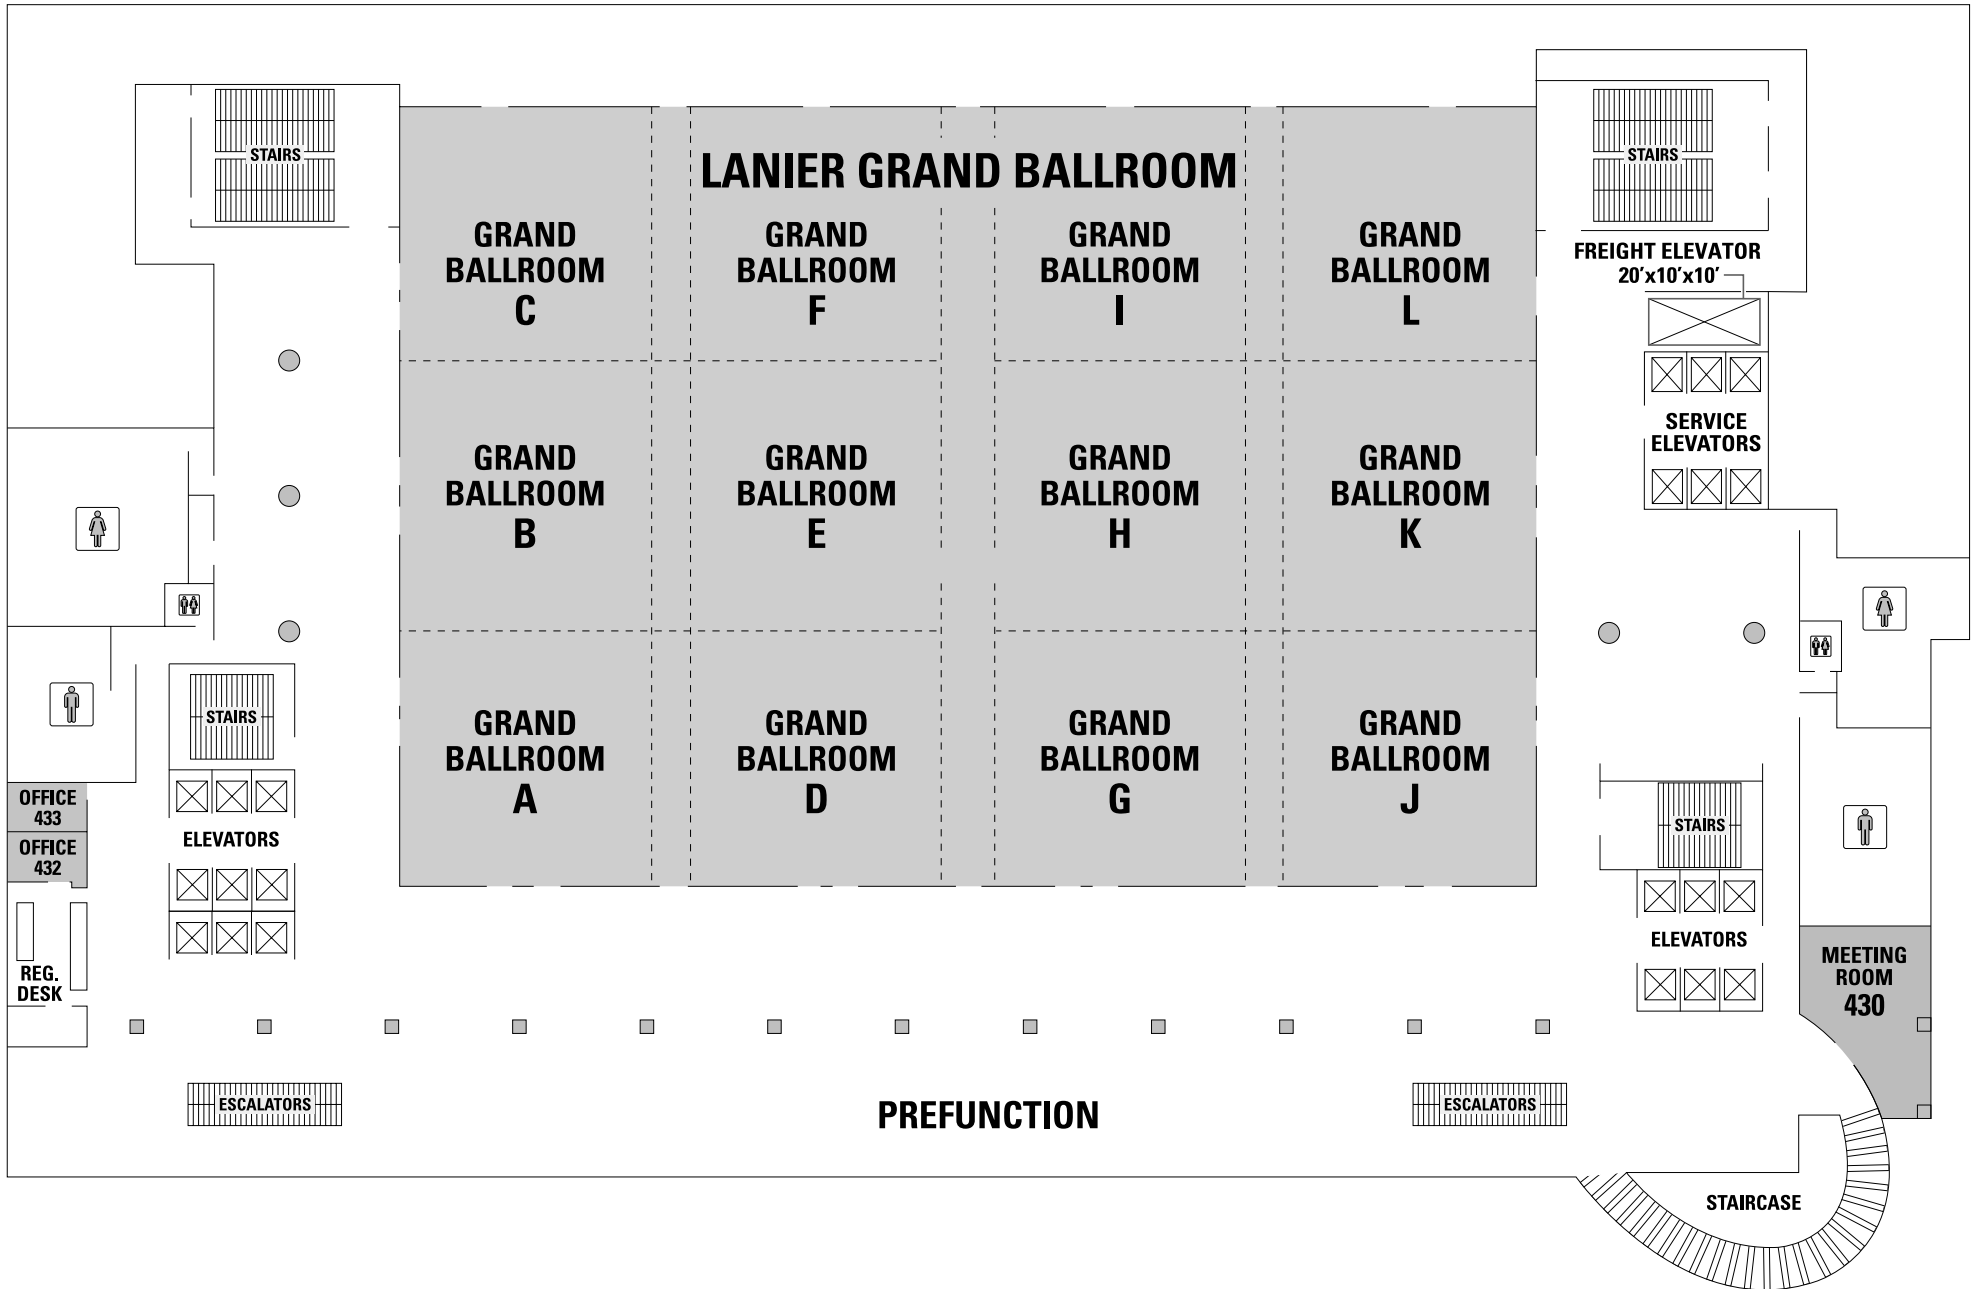 STAIRS
LANIER GRAND BALLROOM
STAIRS
GRAND
BALLROOM
C
GRAND
BALLROOM
F
GRAND
BALLROOM
I
GRAND
BALLROOM
L
FREIGHT ELEVATOR
20'x10'x10'
SERVICE
ELEVATORS
GRAND
BALLROOM
B
GRAND
BALLROOM
E
GRAND
BALLROOM
H
GRAND
BALLROOM
K
STAIRS
GRAND
BALLROOM
A
GRAND
BALLROOM
D
GRAND
BALLROOM
G
GRAND
BALLROOM
J
STAIRS
OFFICE
433
OFFICE
432
ELEVATORS
ELEVATORS
REG.
DESK
MEETING
ROOM
430
ESCALATORS
PREFUNCTION
ESCALATORS
STAIRCASE